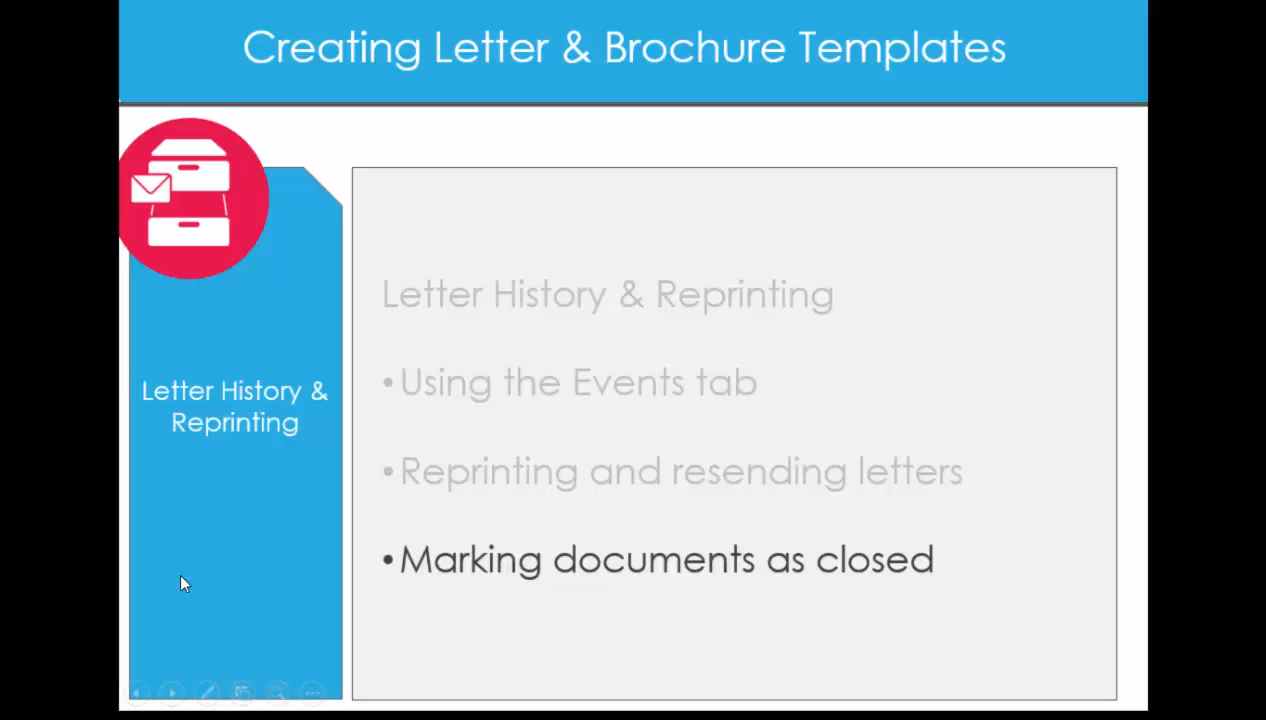 Creating Letter & Brochure Templates
Letter History &
Reprinting
Letter History & Reprinting
•Using the Events tab
•Reprinting and resending letters
•Marking documents as closed